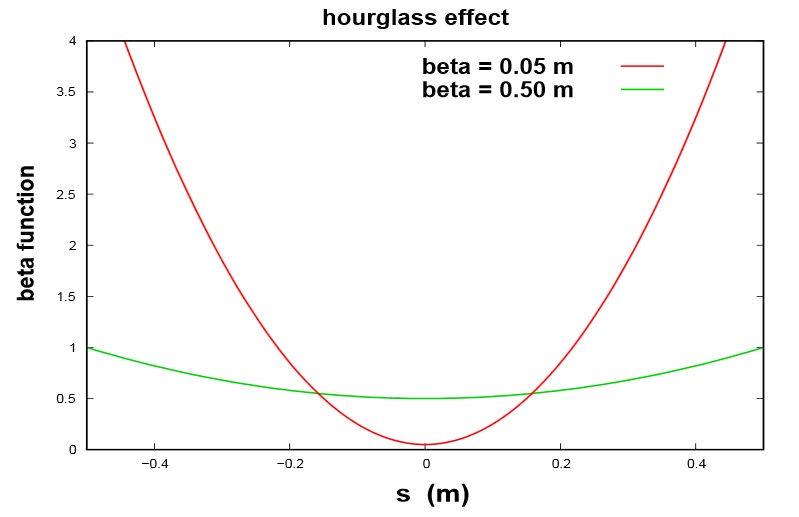 hourglass effect
beta = 0.05 m
beta = 0.50 m
4
3.5
3
2.5
2
1.5
1
0.5
0
beta function
−0.4
−0.2
0
0.2
0.4
s (m)